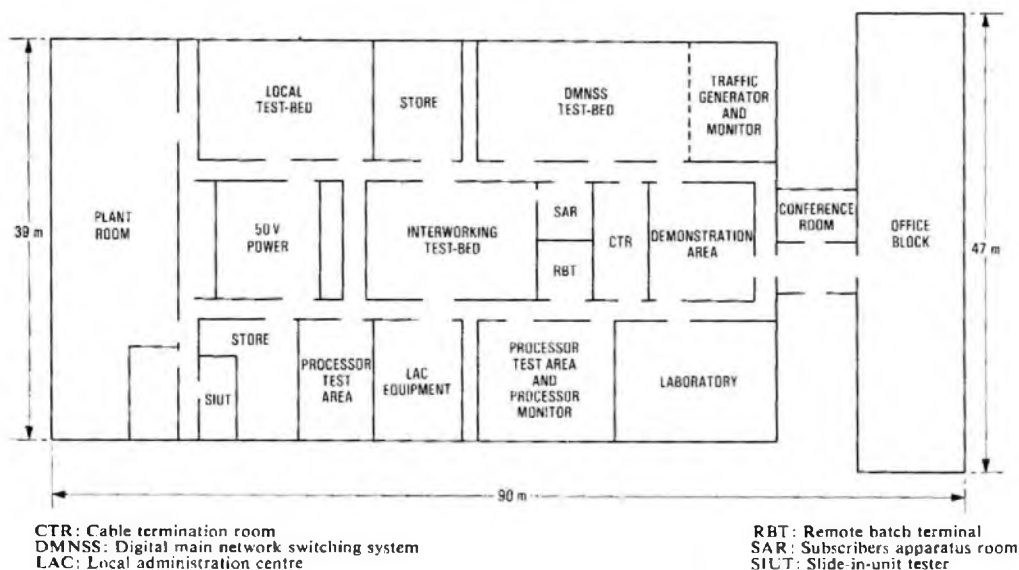 LOCAL
TEST-BED
STORE
DMNSS
TEST-BED
TRAFFIC
GENERATOR
AND
MONITOR
39 m
PLANT
ROOM
50 V
POWER
INTERWORKING
TEST-BED
SAR
RBT
CTR
DEMONSTRATION
AREA
CONFERENCE
ROOM
OFFICE
BLOCK
47 m
STORE
SIUT
PROCESSOR
TEST
AREA
LAC
EQUIPMENT
PROCESSOR
TEST AREA
AND
PROCESSOR
MONITOR
LABORATORY
90 m
CTR: Cable termination room
DMNSS: Digital main network switching system
LAC: Local administration centre
RBT: Remote batch terminal
SAR: Subscribers apparatus room
SIUT: Slide-in-unit tester